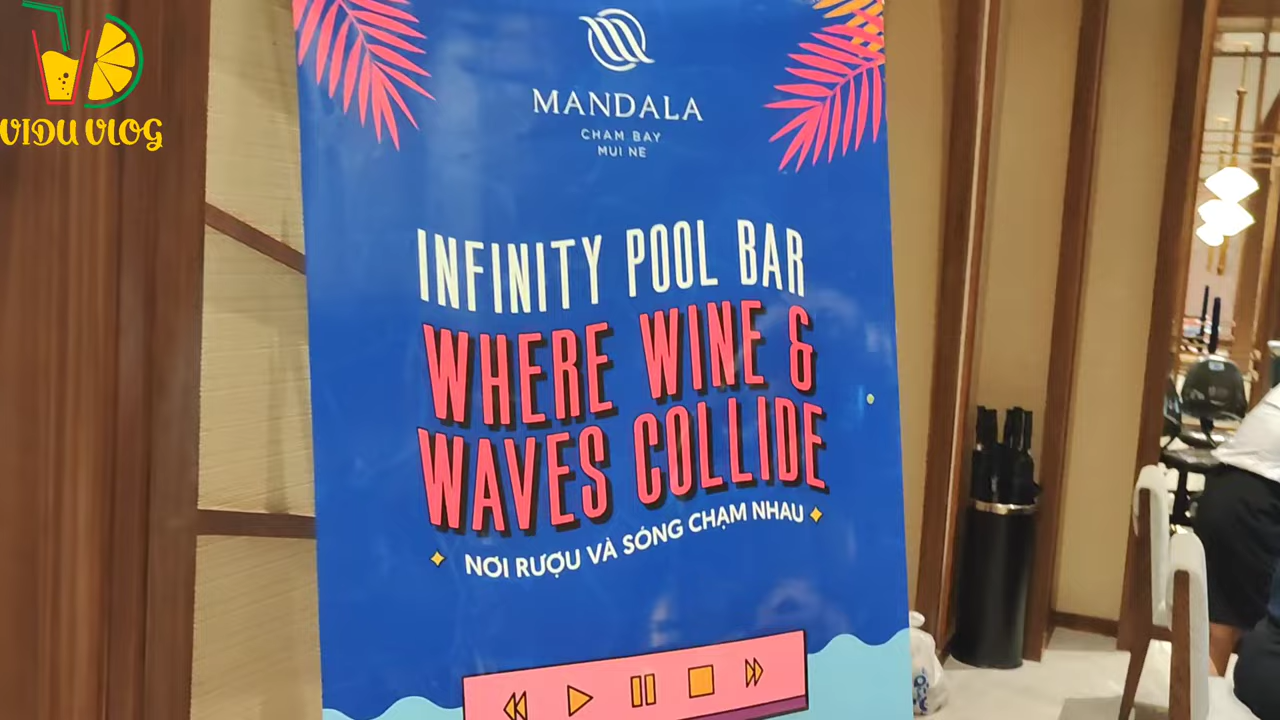 VIDU VLOG
MANDALA
CHAM BAY
MUI NE
INFINITY POOL BAR
WHERE WINE &
WAVES COLLIDE
NƠI RƯỢU VÀ SÓNG CHẠM NHAU